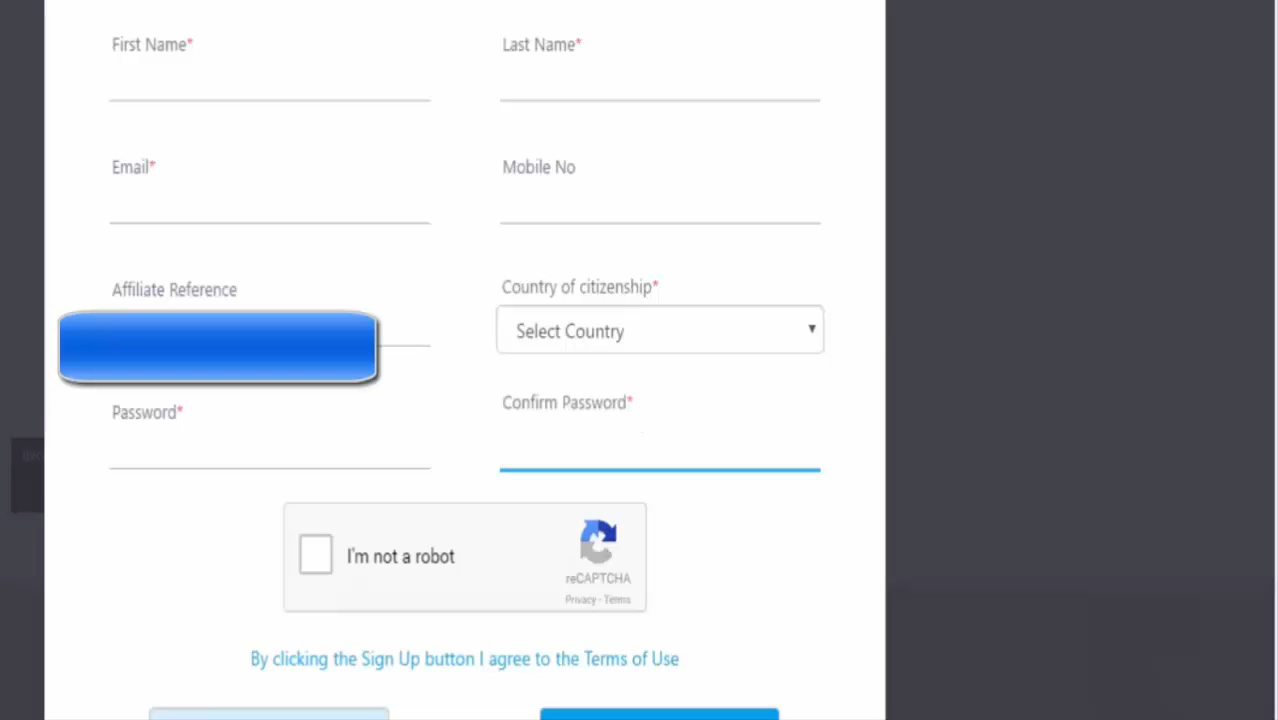 First Name*
Last Name*
Email*
Mobile No
Affiliate Reference
Country of citizenship*
Select Country
Password*
Confirm Password*
I'm not a robot
reCAPTCHA
Privacy - Terms
By clicking the Sign Up button I agree to the Terms of Use